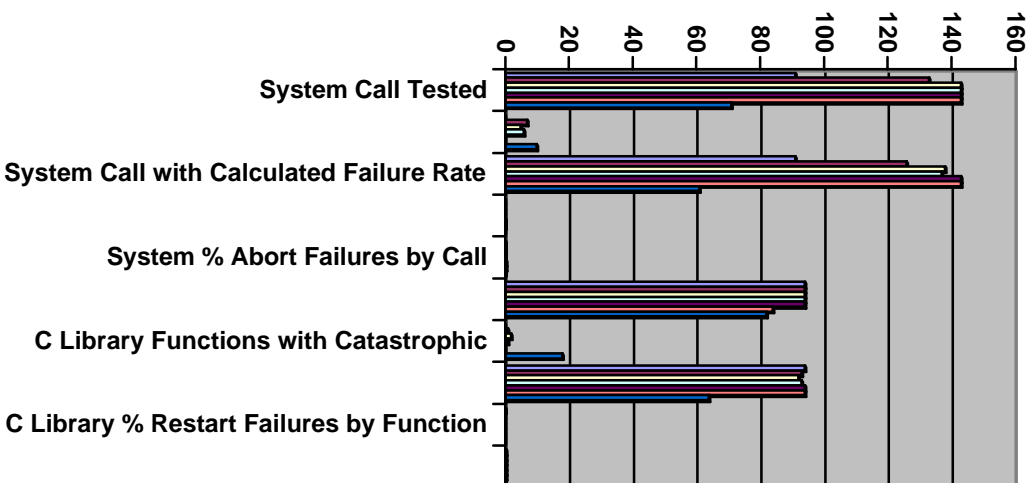 0 20 40 60 80 100 120 140 160
System Call Tested
System Call with Calculated Failure Rate
System % Abort Failures by Call
C Library Functions with Catastrophic
C Library % Restart Failures by Function